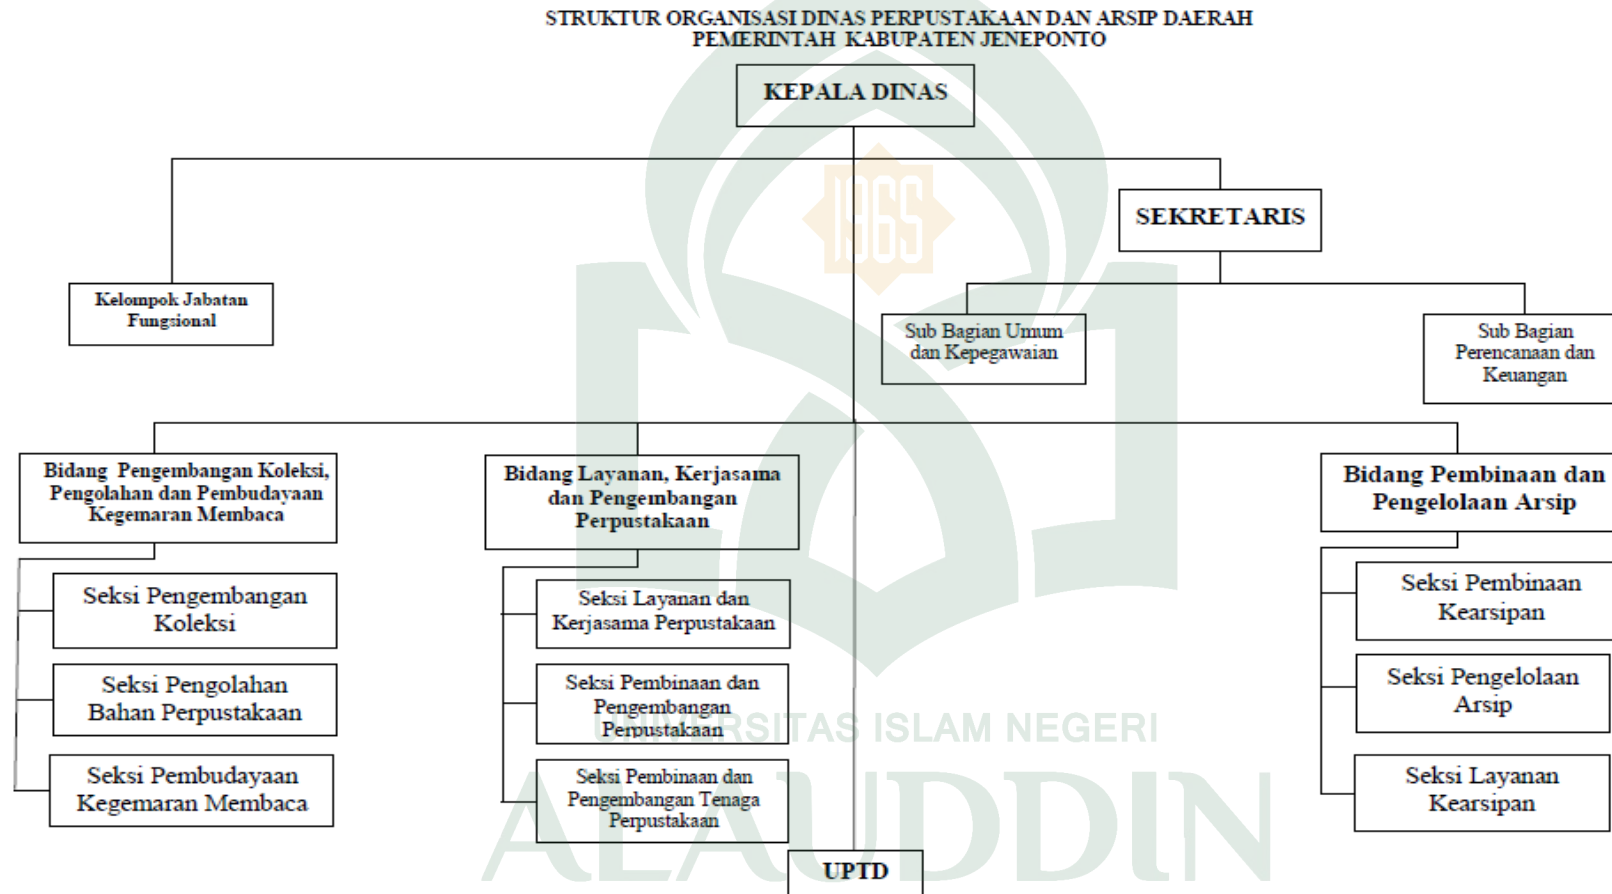 STRUKTUR ORGANISASI DINAS PERPUSTAKAAN DAN ARSIP DAERAH
PEMERINTAH KABUPATEN JENEPONTO
KEPALA DINAS
1965
SEKRETARIS
Kelompok Jabatan
Fungsional
Sub Bagian Umum
dan Kepegawaian
Sub Bagian
Perencanaan dan
Keuangan
Bidang Pengembangan Koleksi,
Pengolahan dan Pembudayaan
Kegemaran Membaca
Seksi Pengembangan
Koleksi
Seksi Pengolahan
Bahan Perpustakaan
Seksi Pembudayaan
Kegemaran Membaca
Bidang Layanan, Kerjasama
dan Pengembangan
Perpustakaan
Seksi Layanan dan
Kerjasama Perpustakaan
Seksi Pembinaan dan
Pengembangan
Perpustakaan
Seksi Pembinaan dan
Pengembangan Tenaga
Perpustakaan
Bidang Pembinaan dan
Pengelolaan Arsip
Seksi Pembinaan
Kearsipan
Seksi Pengelolaan
Arsip
Seksi Layanan
Kearsipan
UPTD
UNIVERSITAS ISLAM NEGERI
ALAUDDIN